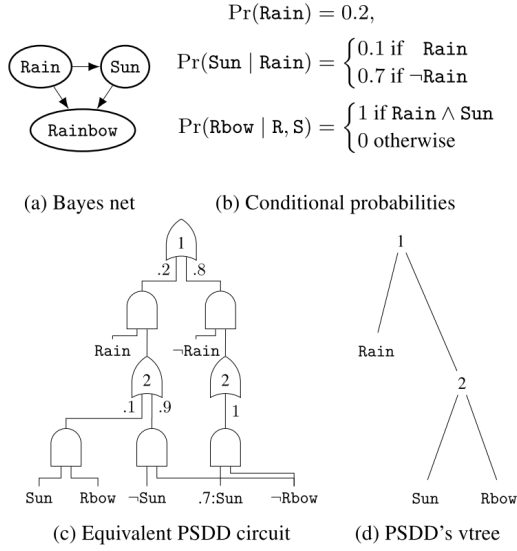 Pr(Rain) = 0.2,
Rain Sun
Rainbow
Pr(Sun | Rain) = {0.1 if Rain
0.7 if ¬Rain
Pr(Rbow | R, S) = {1 if Rain ∧ Sun
0 otherwise
(a) Bayes net
(b) Conditional probabilities
1
.2 .8
Rain ¬Rain
2 2
.1 .9 1
Sun Rbow ¬Sun .7:Sun ¬Rbow
(c) Equivalent PSDD circuit
1
Rain
2
Sun Rbow
(d) PSDD's vtree